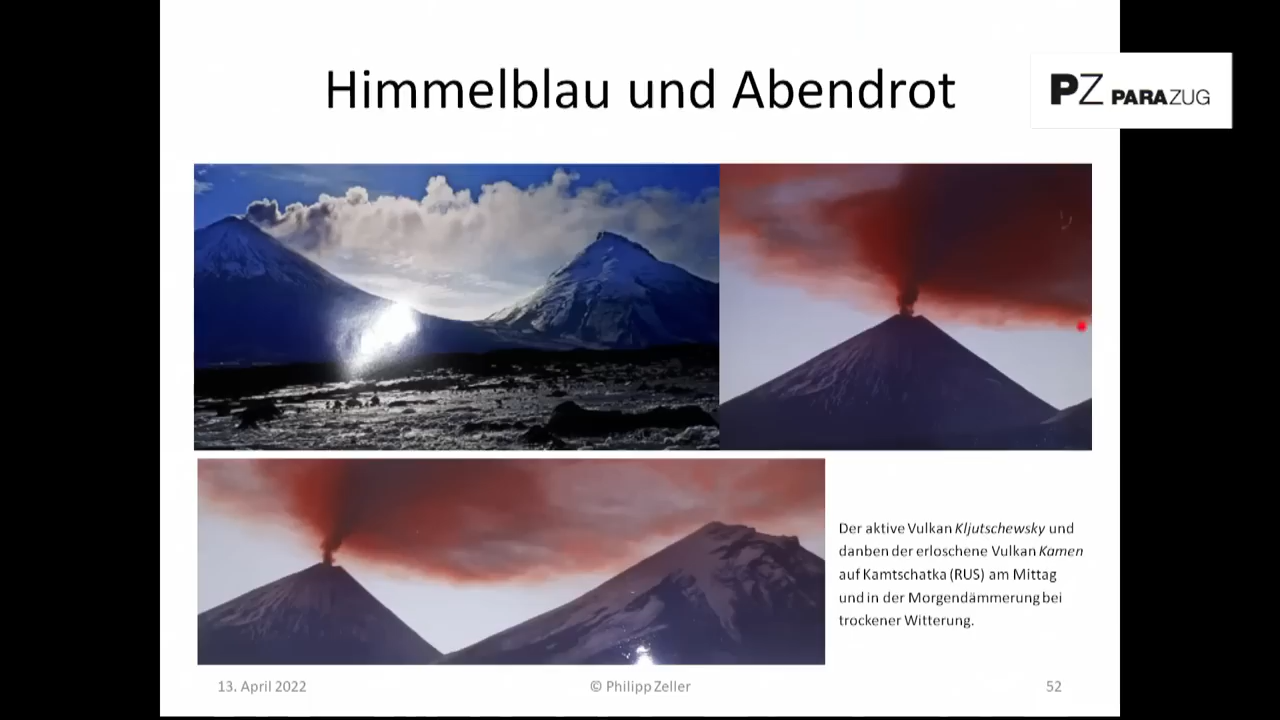 Himmelblau und Abendrot
PZ PARAZUG
Der aktive Vulkan Kljutschewsky und
danben der erloschene Vulkan Kamen
auf Kamtschatka (RUS) am Mittag
und in der Morgendämmerung bei
trockener Witterung.
13. April 2022
© Philipp Zeller
52